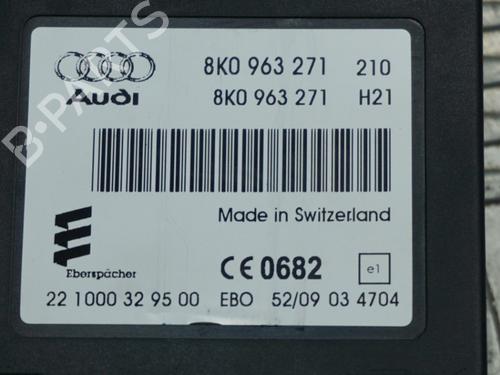 8K0 963 271 210
Audi 8K0 963 271 H21
B-PARTS
Made in Switzerland
Eberspächer
CE 0682 e1
22 1000 32 95 00 EBO 52/09 03 4704